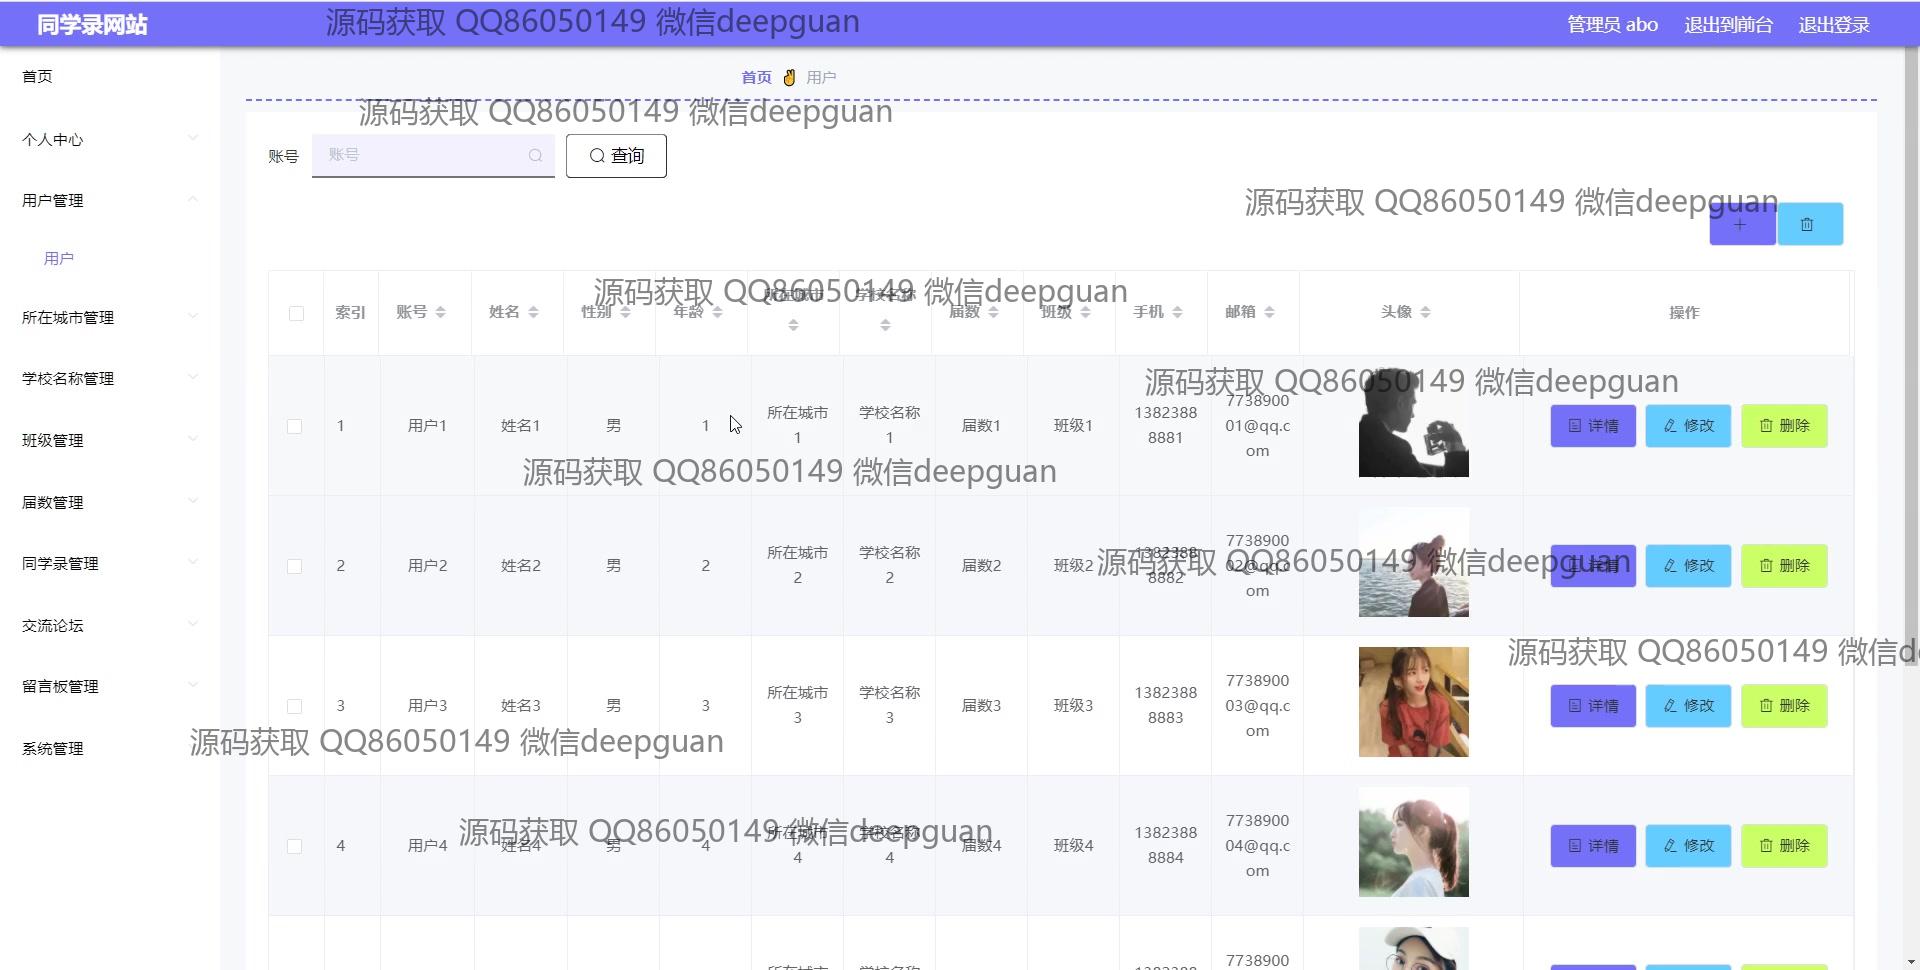 同学录网站
源码获取 QQ86050149 微信deepguan
管理员 abo
退出到前台
退出登录
首页
个人中心
用户管理
用户
所在城市管理
学校名称管理
班级管理
届数管理
同学录管理
交流论坛
留言板管理
系统管理
首页 用户
源码获取 QQ86050149 微信deepguan
账号
账号
查询
源码获取 QQ86050149 微信deepguan
源码获取 QQ86050149 微信deepguan
索引 账号 姓名 性别 年龄 所在城市 学校名称 届数 班级 手机 邮箱 头像 操作
源码获取 QQ86050149 微信deepguan
1 用户1 姓名1 男 1 所在城市 学校名称 届数1 班级1 1382388 7738900 详情 修改 删除
1 1 8881 01@qq.c
om
源码获取 QQ86050149 微信deepguan
2 用户2 姓名2 男 2 所在城市 学校名称 届数2 班级2 1382388 7738900 详情 修改 删除
2 2 8882 02@qq.c
om
源码获取 QQ86050149 微信deepguan
源码获取 QQ86050149 微信d
3 用户3 姓名3 男 3 所在城市 学校名称 届数3 班级3 1382388 7738900 详情 修改 删除
3 3 8883 03@qq.c
om
源码获取 QQ86050149 微信deepguan
源码获取 QQ86050149 微信deepguan
4 用户4 姓名4 男 4 所在城市 学校名称 届数4 班级4 1382388 7738900 详情 修改 删除
4 4 8884 04@qq.c
om
7738900